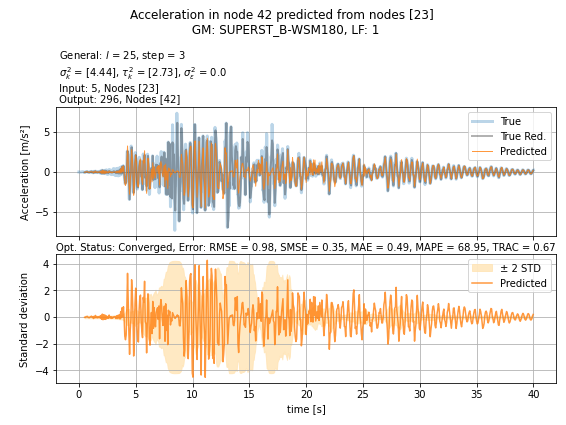 Acceleration in node 42 predicted from nodes [23]
GM: SUPERST_B-WSM180, LF: 1
General: l = 25, step = 3
σ²ₖ = [4.44], τ²ₖ = [2.73], σ²ε = 0.0
Input: 5, Nodes [23]
Output: 296, Nodes [42]
True
True Red.
Predicted
Acceleration [m/s²]
5
0
−5
Opt. Status: Converged, Error: RMSE = 0.98, SMSE = 0.35, MAE = 0.49, MAPE = 68.95, TRAC = 0.67
± 2 STD
Predicted
Standard deviation
4
2
0
−2
−4
0 5 10 15 20 25 30 35 40
time [s]